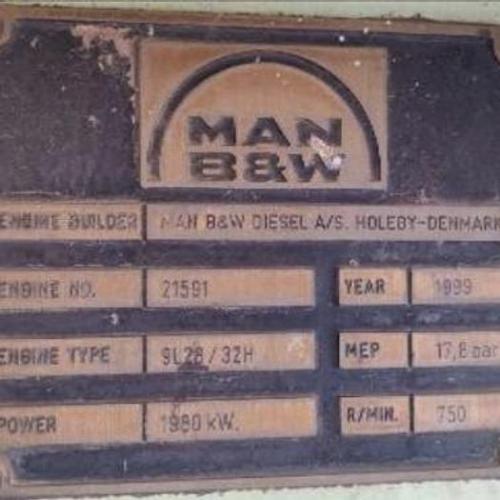 MAN
B&W
ENGINE BUILDER MAN B&W DIESEL A/S. HOLEBY-DENMARK
ENGINE NO. 21591 YEAR 1999
ENGINE TYPE 9L28/32H MEP 17,8 bar
POWER 1980 kW. R/MIN. 750